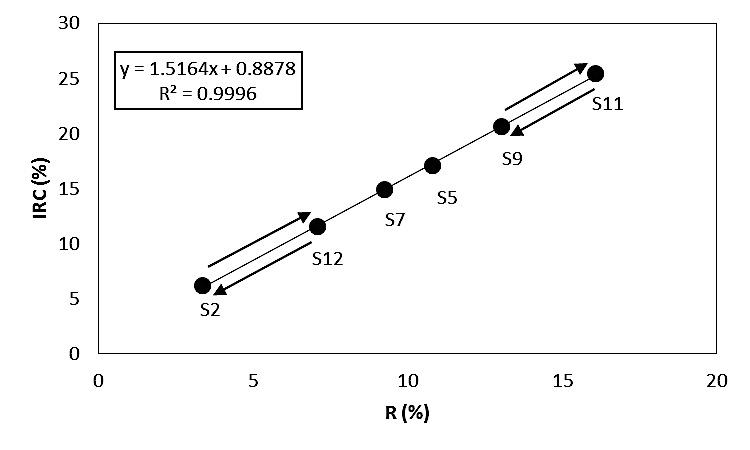 30
25
20
15
10
5
0
IRC (%)
y = 1.5164x + 0.8878
R² = 0.9996
S11
S9
S5
S7
S12
S2
0 5 10 15 20
R (%)